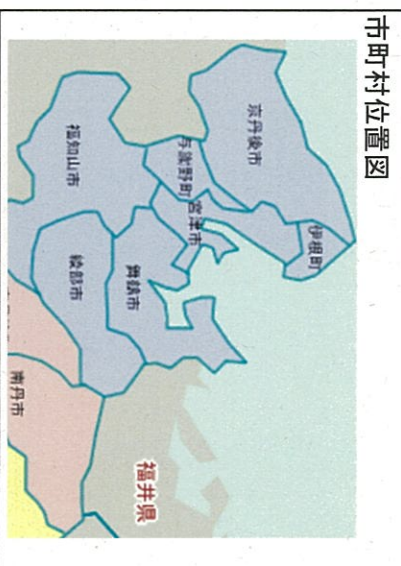 市町村位置図
京丹後市
伊根町
与謝野町
宮津市
福知山市
舞鶴市
綾部市
南丹市
福井県